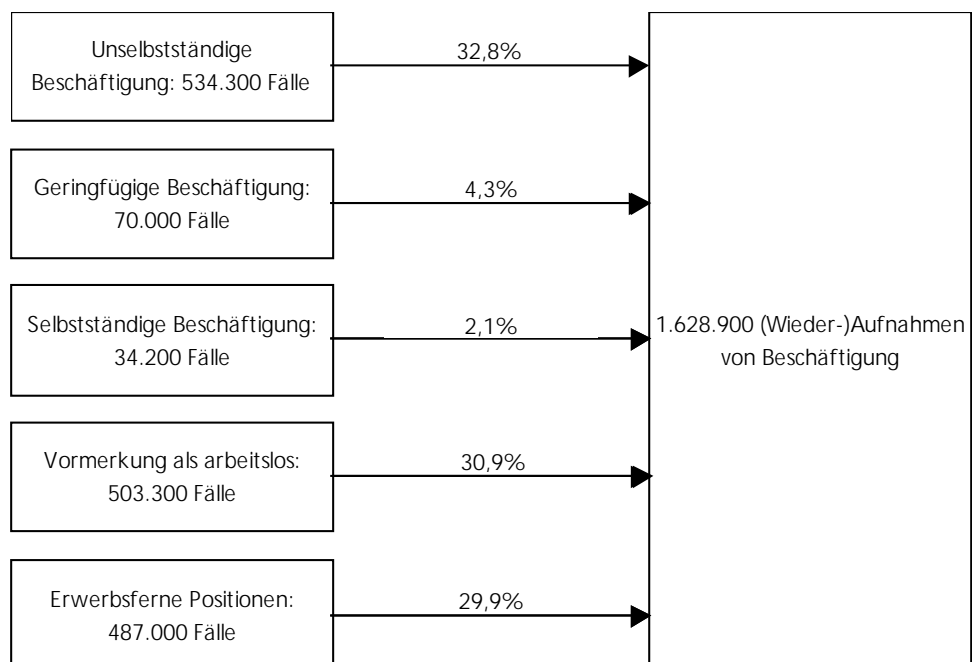 Unselbstständige
Beschäftigung: 534.300 Fälle
32,8%
Geringfügige Beschäftigung:
70.000 Fälle
4,3%
Selbstständige Beschäftigung:
34.200 Fälle
2,1%
1.628.900 (Wieder-)Aufnahmen
von Beschäftigung
Vormerkung als arbeitslos:
503.300 Fälle
30,9%
Erwerbsferne Positionen:
487.000 Fälle
29,9%